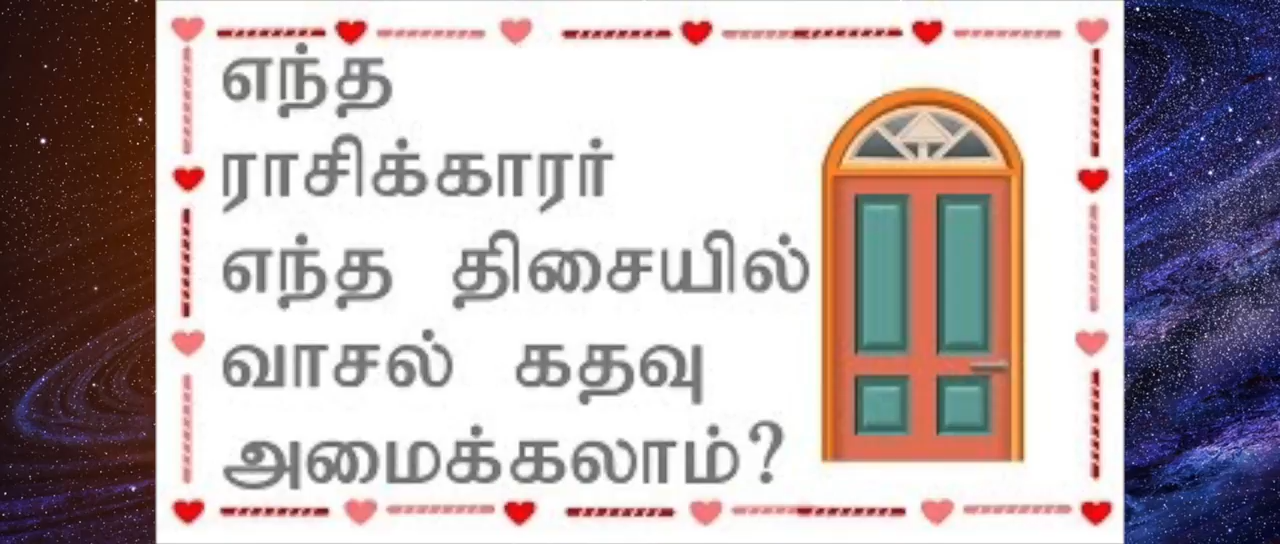 எந்த
ராசிக்காரர்
எந்த திசையில்
வாசல் கதவு
அமைக்கலாம்?